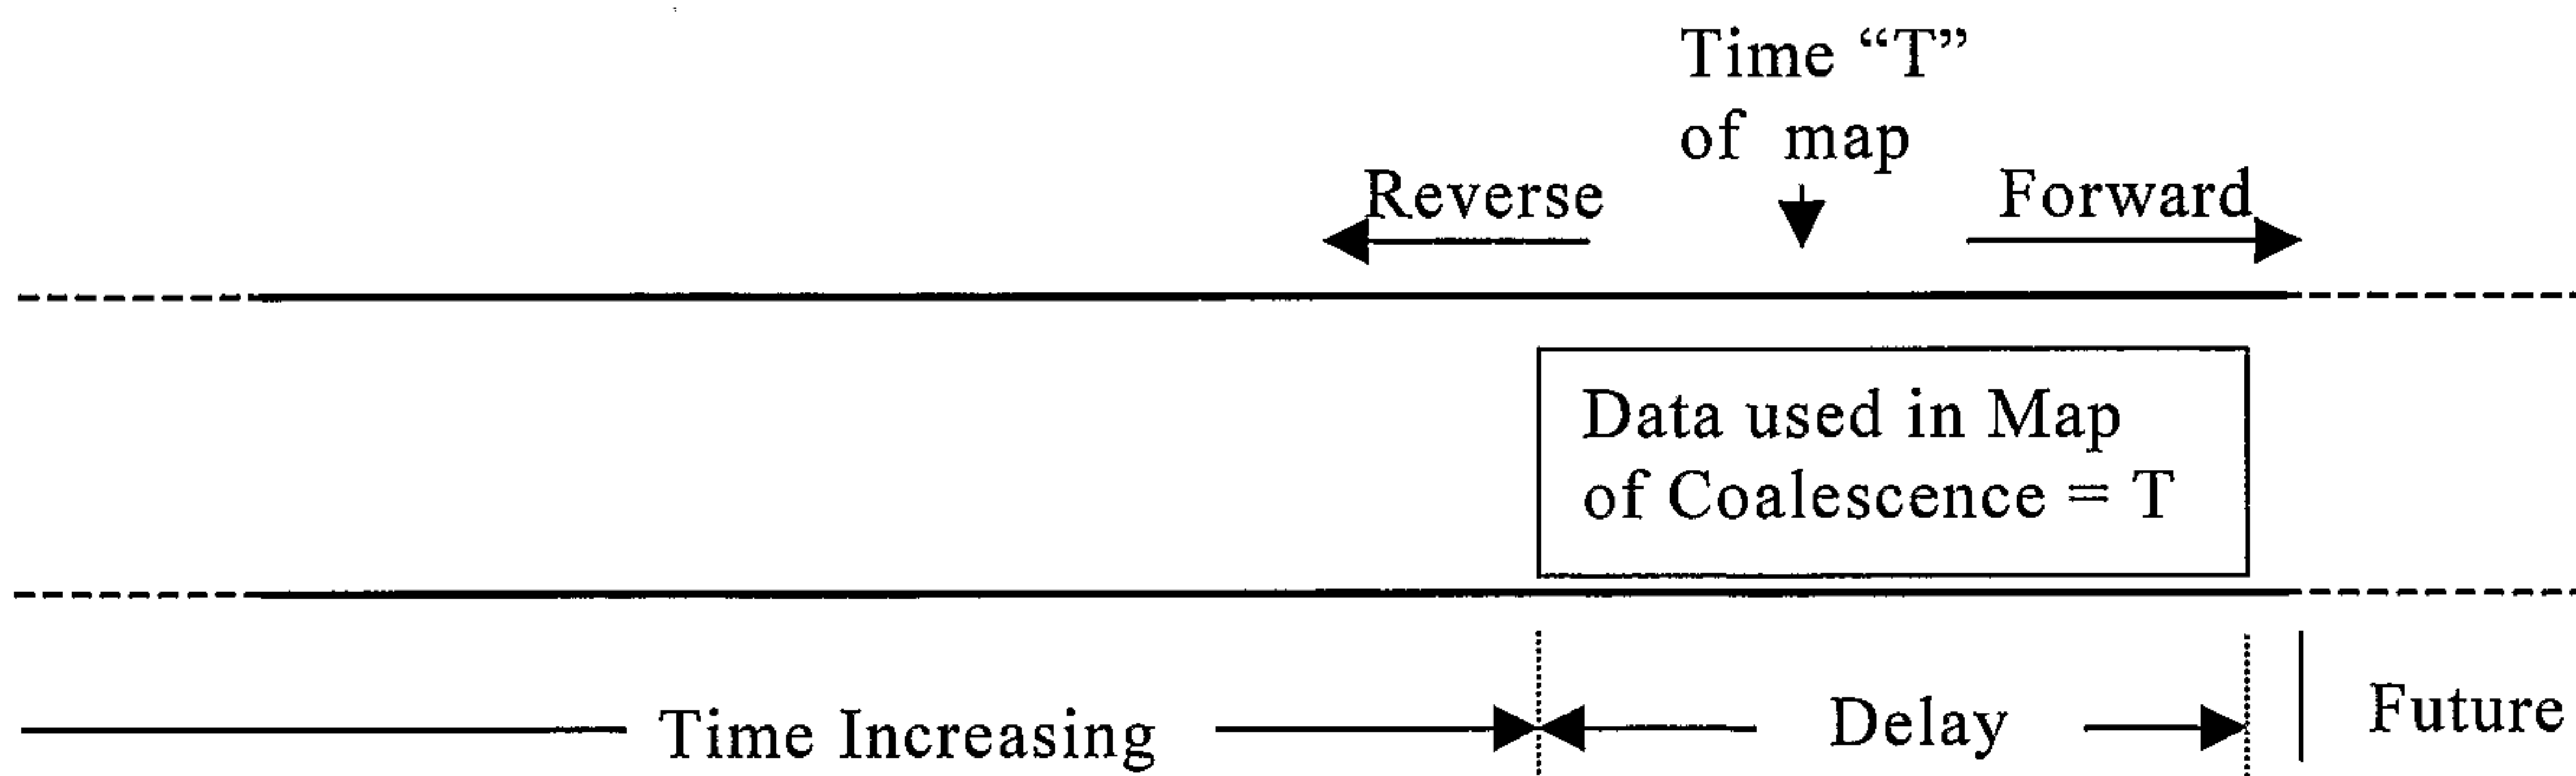 Time “T”
of map
Reverse
Forward
Data used in Map
of Coalescence = T
Time Increasing
Delay
Future